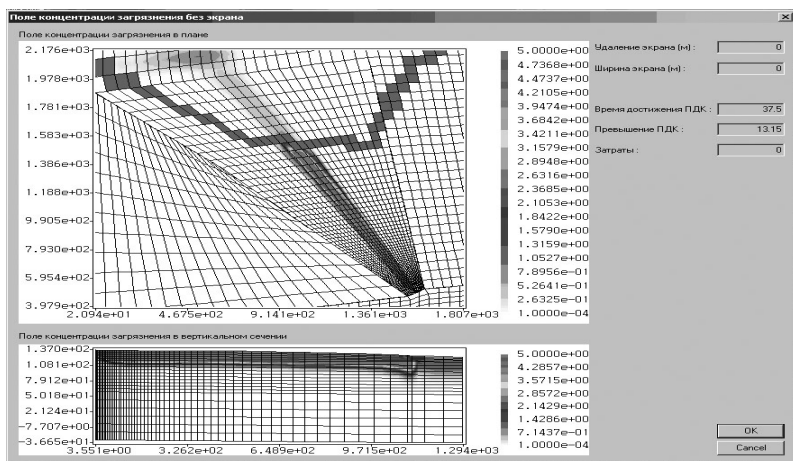 Поле концентрации загрязнения без экрана
Поле концентрации загрязнения в плане
2.176e+03
1.978e+03
1.781e+03
1.583e+03
1.386e+03
1.188e+03
9.905e+02
7.930e+02
5.954e+02
3.979e+02
2.094e+01 4.675e+02 9.141e+02 1.361e+03 1.807e+03
5.0000e+00
4.7368e+00
4.4737e+00
4.2105e+00
3.9474e+00
3.6842e+00
3.4211e+00
3.1579e+00
2.8948e+00
2.6316e+00
2.3685e+00
2.1053e+00
1.8422e+00
1.5790e+00
1.3159e+00
1.0527e+00
7.8956e-01
5.2641e-01
2.6325e-01
1.0000e-04
Удаление экрана (м) : 0
Ширина экрана (м) : 0
Время достижения ПДК : 37.5
Превышение ПДК : 13.15
Затраты : 0
Поле концентрации загрязнения в вертикальном сечении
1.370e+02
1.081e+02
7.912e+01
5.018e+01
2.124e+01
-7.707e+00
-3.665e+01
3.551e+00 3.262e+02 6.489e+02 9.715e+02 1.294e+03
5.0000e+00
4.2857e+00
3.5715e+00
2.8572e+00
2.1429e+00
1.4286e+00
7.1437e-01
1.0000e-04
OK
Cancel